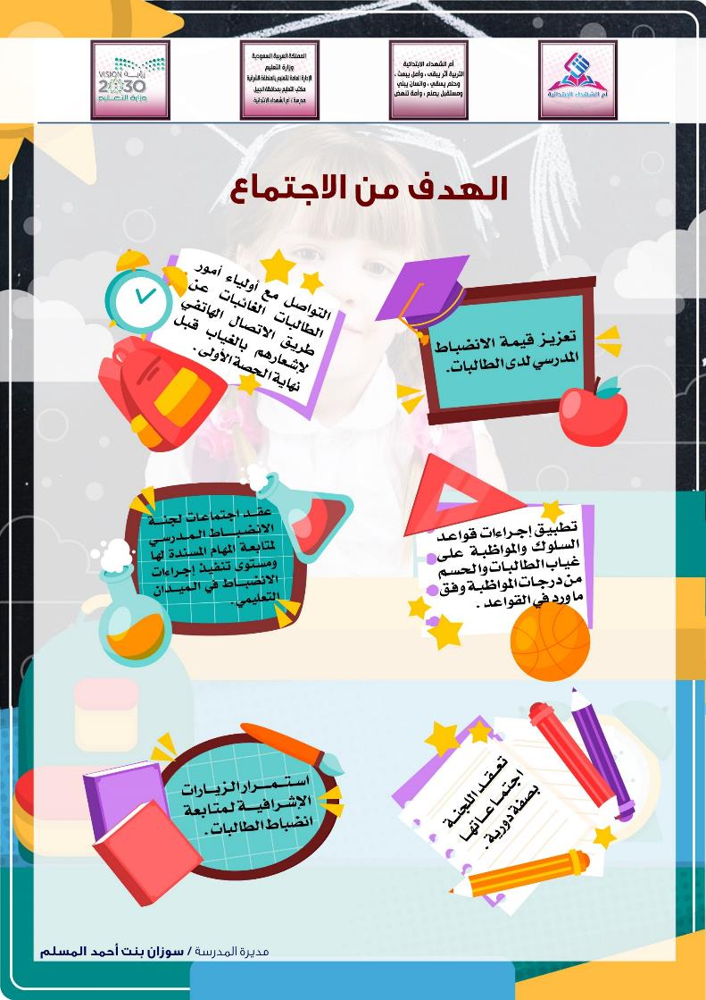 أم الشهداء الابتدائية
أم الشهداء الابتدائية
التربية أثر يبقى ، وأمل يبعث ،
وحلم يسقى ، وانسان يبني
ومستقبل يصنع ، وأمة تنهض
المملكة العربية السعودية
وزارة التعليم
الإدارة العامة للتعليم بالمنطقة الشرقية
مكتب التعليم بمحافظة الجبيل
مدرسة / أم الشهداء الابتدائية
VISION رؤية
2030
وزارة التعليم
الهدف من الاجتماع
تعزيز قيمة الانضباط
المدرسي لدى الطالبات.
التواصل مع أولياء أمور
الطالبات الغائبات عن
طريق الاتصال الهاتفي
لإشعارهم بالغياب قبل
نهاية الحصة الأولى.
تطبيق إجراءات قواعد
السلوك والمواظبة على
غياب الطالبات والحسم
من درجات المواظبة وفق
ما ورد في القواعد .
عقد اجتماعات لجنة
الانضباط المدرسي
لمتابعة المهام المسندة لها
ومستوى تنفيذ إجراءات
الانضباط في الميدان
التعليمي.
تعقد اللجنة
اجتماعاتها
بصفة دورية.
استمرار الزيارات
الإشرافية لمتابعة
انضباط الطالبات.
مديرة المدرسة / سوزان بنت أحمد المسلم